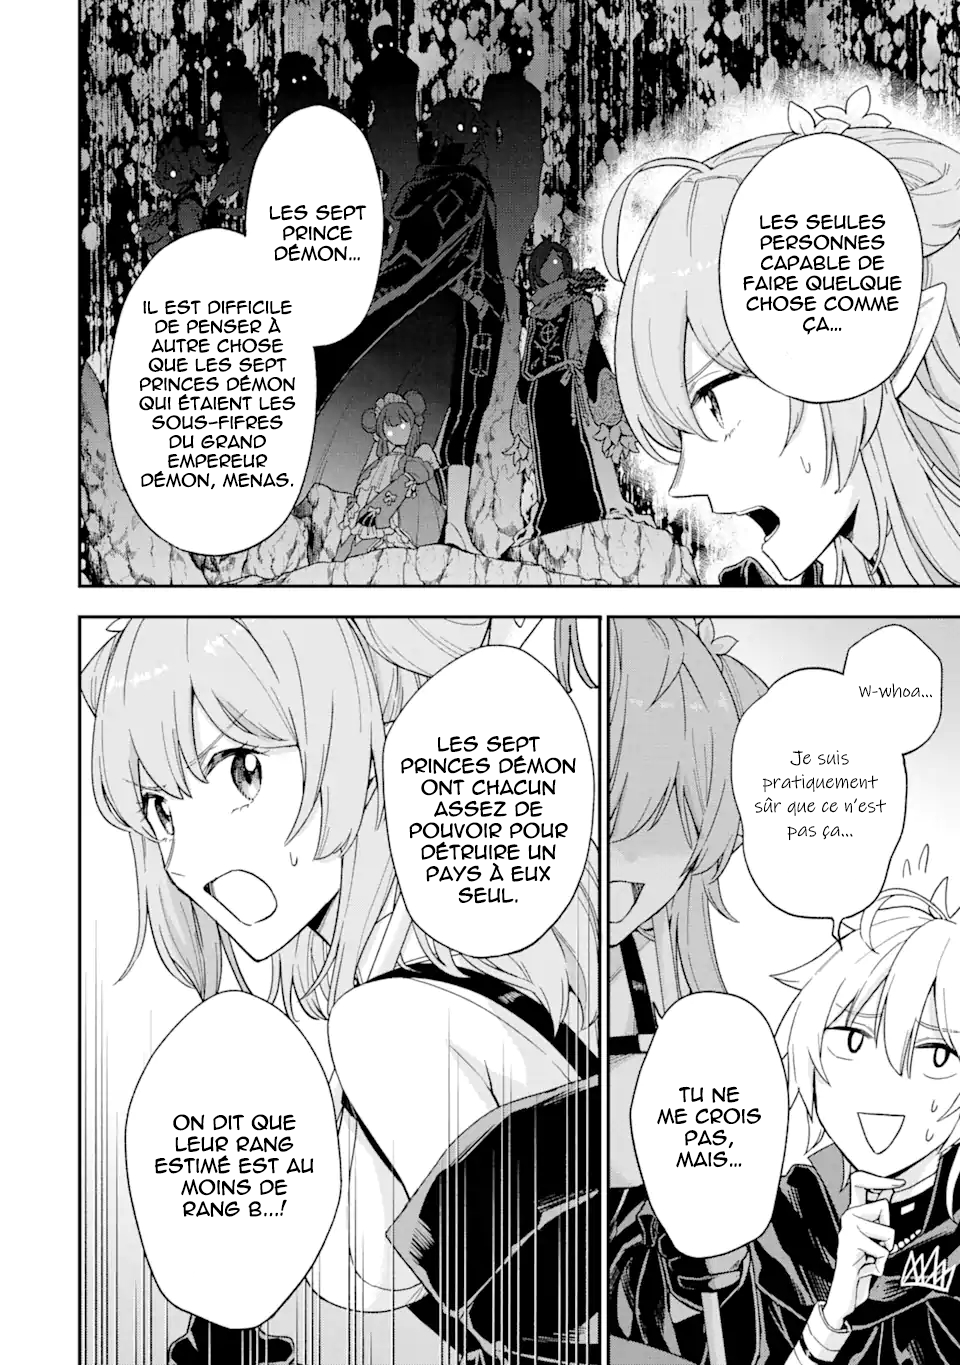 LES SEULES
PERSONNES
CAPABLE DE
FAIRE QUELQUE
CHOSE COMME
ÇA...
LES SEPT
PRINCE
DÉMON...
IL EST DIFFICILE
DE PENSER À
AUTRE CHOSE
QUE LES SEPT
PRINCES DÉMON
QUI ÉTAIENT LES
SOUS-FIFRES
DU GRAND
EMPEREUR
DÉMON, MENAS.
W-whoa...
Je suis
pratiquement
sûr que ce n'est
pas ça...
TU NE
ME CROIS
PAS,
MAIS...
LES SEPT
PRINCES DÉMON
ONT CHACUN
ASSEZ DE
POUVOIR POUR
DÉTRUIRE UN
PAYS À EUX
SEUL.
ON DIT QUE
LEUR RANG
ESTIMÉ EST AU
MOINS DE
RANG B...!